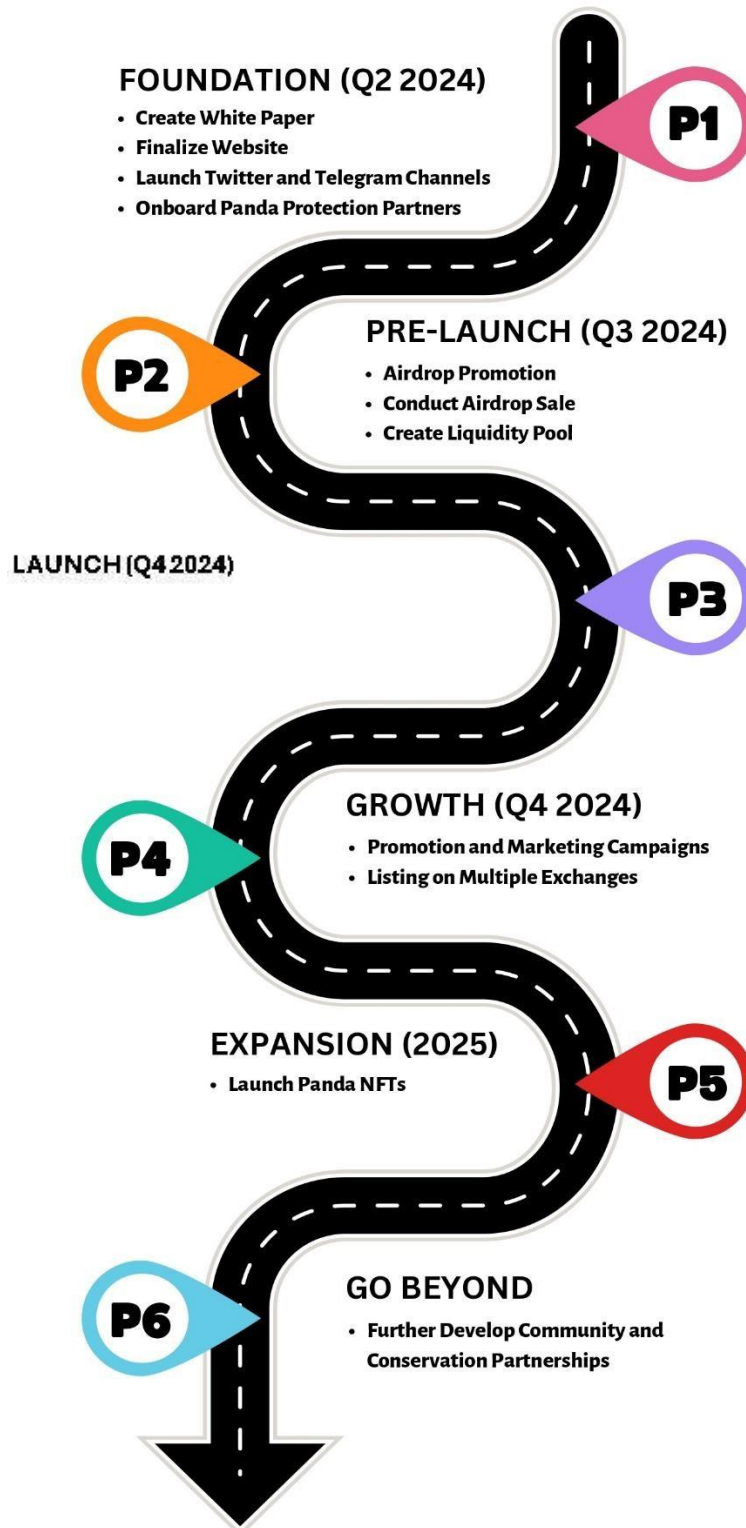 FOUNDATION (Q2 2024)
P1
• Create White Paper
• Finalize Website
• Launch Twitter and Telegram Channels
• Onboard Panda Protection Partners
PRE-LAUNCH (Q3 2024)
P2
• Airdrop Promotion
• Conduct Airdrop Sale
• Create Liquidity Pool
LAUNCH (Q4 2024)
P3
GROWTH (Q4 2024)
P4
• Promotion and Marketing Campaigns
• Listing on Multiple Exchanges
EXPANSION (2025)
P5
• Launch Panda NFTs
GO BEYOND
P6
• Further Develop Community and
Conservation Partnerships